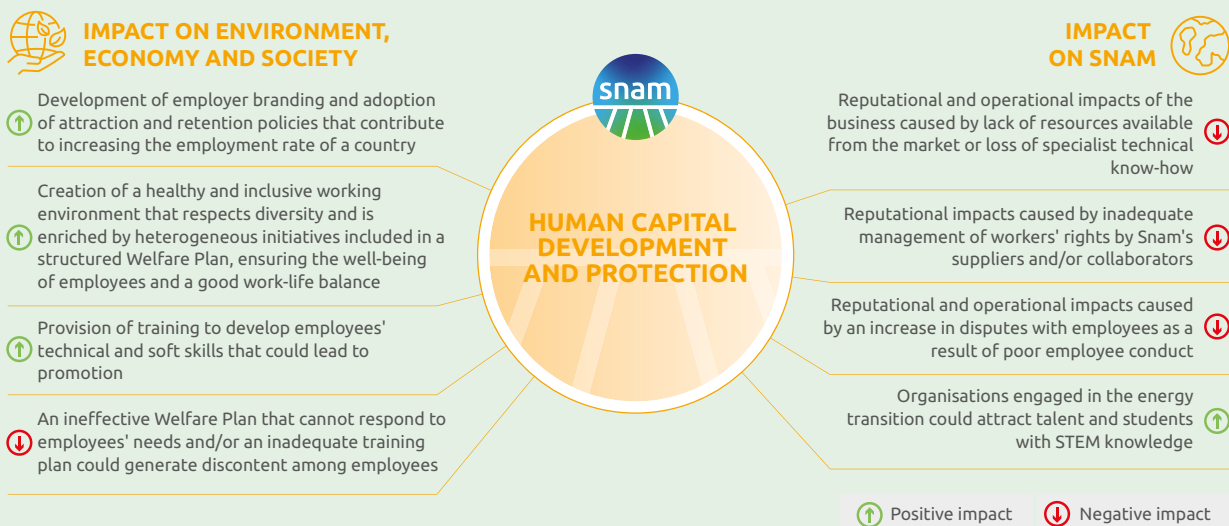 IMPACT ON ENVIRONMENT,
ECONOMY AND SOCIETY
Development of employer branding and adoption
of attraction and retention policies that contribute
to increasing the employment rate of a country
Creation of a healthy and inclusive working
environment that respects diversity and is
enriched by heterogeneous initiatives included in a
structured Welfare Plan, ensuring the well-being
of employees and a good work-life balance
Provision of training to develop employees'
technical and soft skills that could lead to
promotion
An ineffective Welfare Plan that cannot respond to
employees' needs and/or an inadequate training
plan could generate discontent among employees
snam
HUMAN CAPITAL
DEVELOPMENT
AND PROTECTION
IMPACT
ON SNAM
Reputational and operational impacts of the
business caused by lack of resources available
from the market or loss of specialist technical
know-how
Reputational impacts caused by inadequate
management of workers' rights by Snam's
suppliers and/or collaborators
Reputational and operational impacts caused
by an increase in disputes with employees as a
result of poor employee conduct
Organisations engaged in the energy
transition could attract talent and students
with STEM knowledge
Positive impact
Negative impact